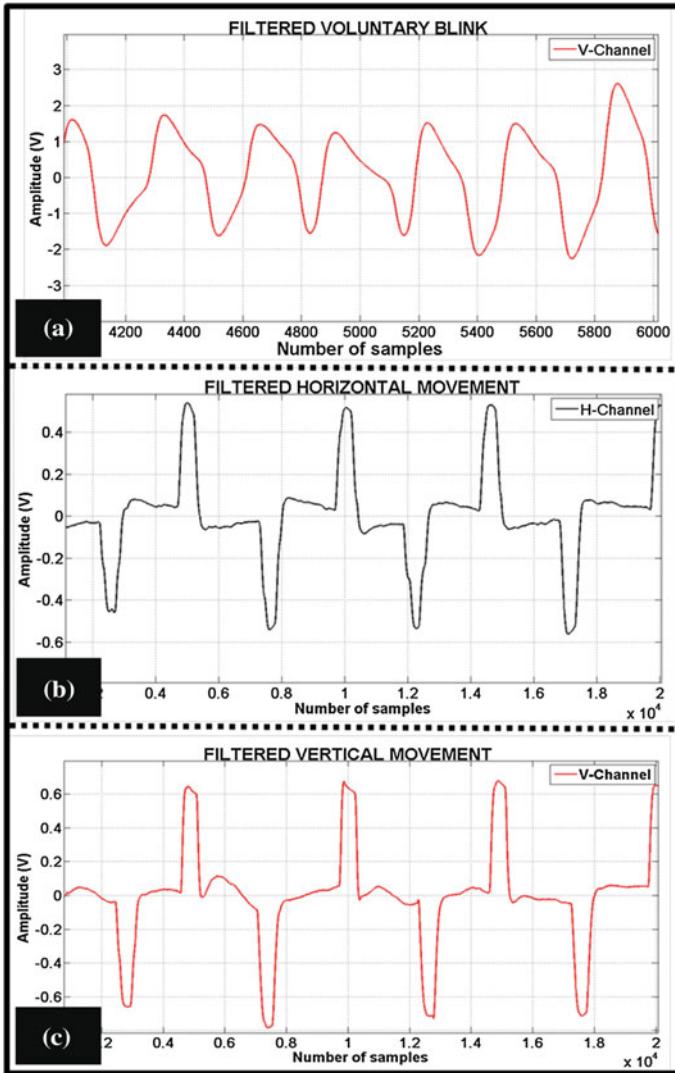 FILTERED VOLUNTARY BLINK
V-Channel
Amplitude (V)
3
2
1
0
-1
-2
-3
4200 4400 4600 4800 5000 5200 5400 5600 5800 6000
Number of samples
(a)
FILTERED HORIZONTAL MOVEMENT
H-Channel
Amplitude (V)
0.4
0.2
0
-0.2
-0.4
-0.6
0.4 0.6 0.8 1 1.2 1.4 1.6 1.8 20
Number of samples
x 10^4
(b)
FILTERED VERTICAL MOVEMENT
V-Channel
Amplitude (V)
0.6
0.4
0.2
0
-0.2
-0.4
-0.6
0.4 0.6 0.8 1 1.2 1.4 1.6 1.8 20
Number of samples
x 10^4
(c)